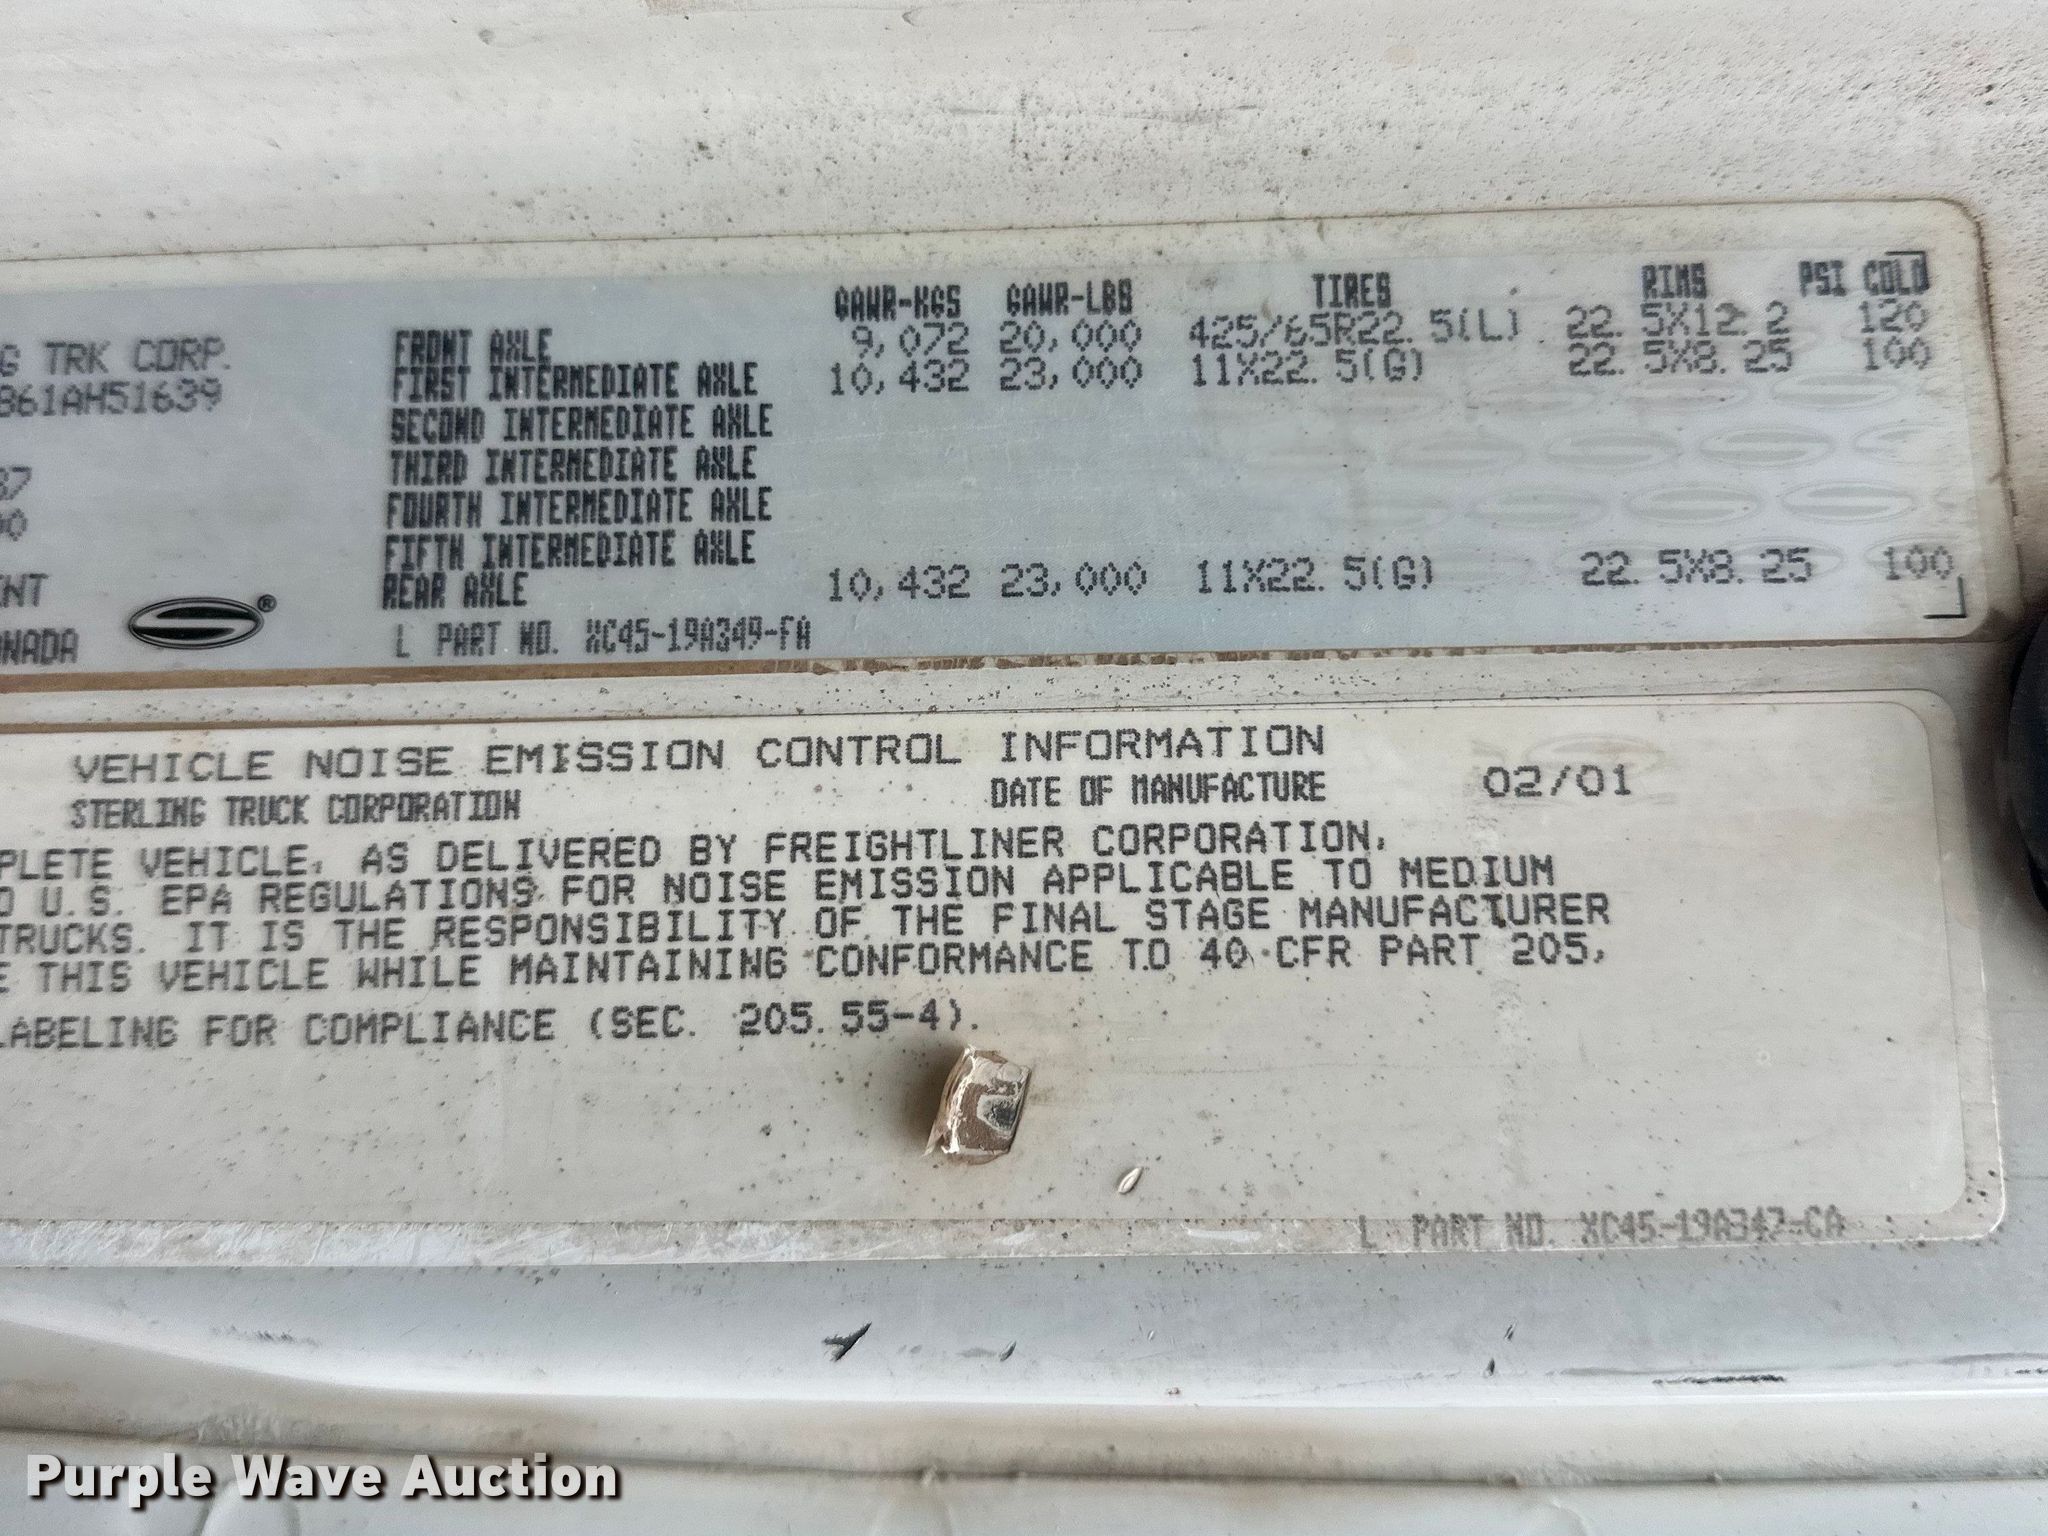 GAWR-KGS GAWR-LBS TIRES RIMS PSI COLD
G TRK CORP. FRONT AXLE 9,072 20,000 425/65R22.5(L) 22.5X12.2 120
861AH51639 FIRST INTERMEDIATE AXLE 10,432 23,000 11X22.5(G) 22.5X8.25 100
SECOND INTERMEDIATE AXLE
37 THIRD INTERMEDIATE AXLE
FOURTH INTERMEDIATE AXLE
FIFTH INTERMEDIATE AXLE
ENT REAR AXLE 10,432 23,000 11X22.5(G) 22.5X8.25 100
ANADA ® L PART NO. XC45-19A349-FA
VEHICLE NOISE EMISSION CONTROL INFORMATION
STERLING TRUCK CORPORATION DATE OF MANUFACTURE 02/01
PLETE VEHICLE, AS DELIVERED BY FREIGHTLINER CORPORATION,
O U.S. EPA REGULATIONS FOR NOISE EMISSION APPLICABLE TO MEDIUM
TRUCKS. IT IS THE RESPONSIBILITY OF THE FINAL STAGE MANUFACTURER
E THIS VEHICLE WHILE MAINTAINING CONFORMANCE TO 40 CFR PART 205,
LABELING FOR COMPLIANCE (SEC. 205.55-4).
L PART NO. XC45-19A347-CA
Purple Wave Auction